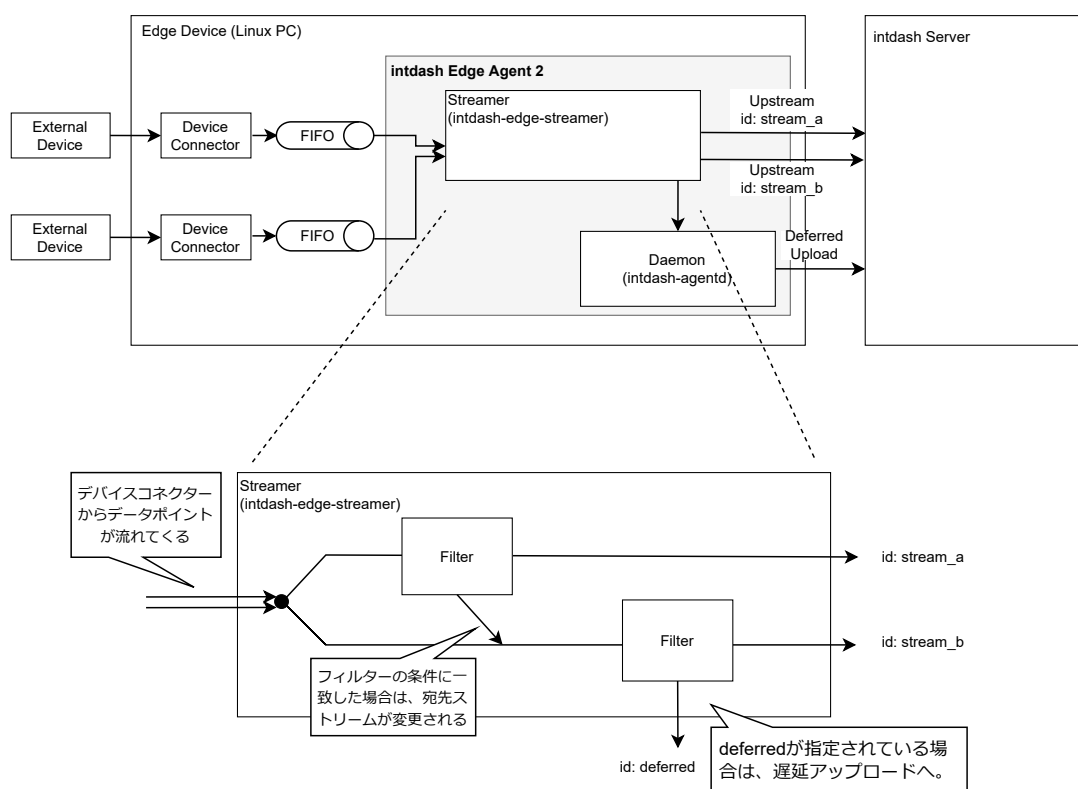 Edge Device (Linux PC)
intdash Server
intdash Edge Agent 2
Streamer
(intdash-edge-streamer)
Upstream
id: stream_a
External
Device
Device
Connector
FIFO
Upstream
id: stream_b
External
Device
Device
Connector
FIFO
Daemon
(intdash-agentd)
Deferred
Upload
デバイスコネクター
からデータポイント
が流れてくる
Streamer
(intdash-edge-streamer)
Filter
id: stream_a
Filter
id: stream_b
フィルターの条件に一
致した場合は、宛先ス
トリームが変更される
id: deferred
deferredが指定されている場
合は、遅延アップロードへ。